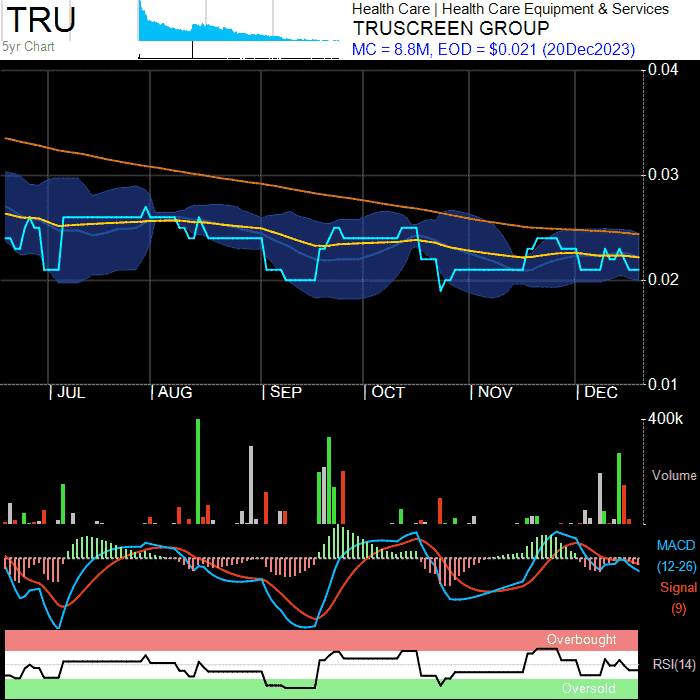 TRU
5yr Chart
Health Care | Health Care Equipment & Services
TRUSCREEN GROUP
MC = 8.8M, EOD = $0.021 (20Dec2023)
0.04
0.03
0.02
0.01
| JUL | AUG | SEP | OCT | NOV | DEC
400k
Volume
MACD
(12-26)
Signal
(9)
Overbought
RSI(14)
Oversold